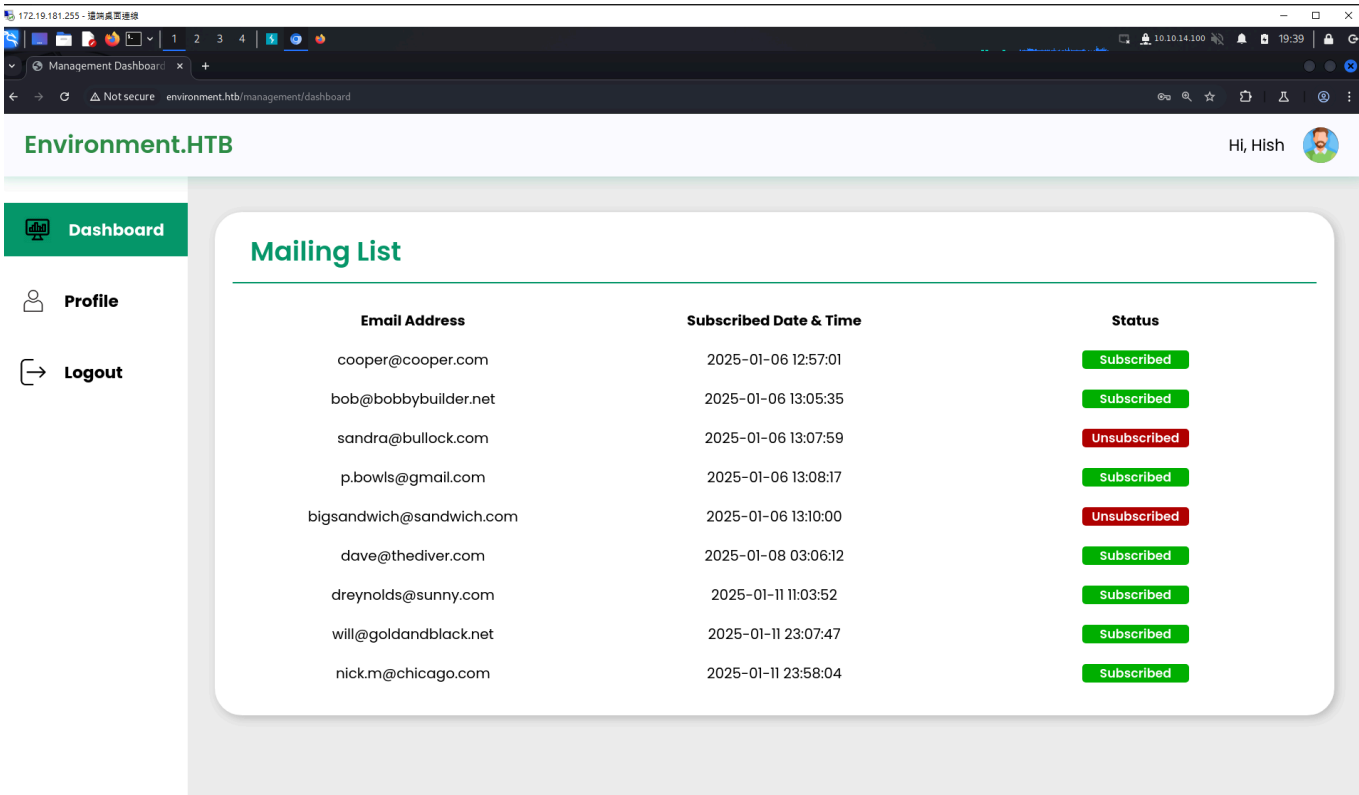 172.19.181.255 - 遠端桌面連線
1 2 3 4 10.10.14.100 19:39
Management Dashboard
Not secure environment.htb/management/dashboard
Environment.HTB
Hi, Hish
Dashboard
Profile
Logout
Mailing List
Email Address Subscribed Date & Time Status
cooper@cooper.com 2025-01-06 12:57:01 Subscribed
bob@bobbybuilder.net 2025-01-06 13:05:35 Subscribed
sandra@bullock.com 2025-01-06 13:07:59 Unsubscribed
p.bowls@gmail.com 2025-01-06 13:08:17 Subscribed
bigsandwich@sandwich.com 2025-01-06 13:10:00 Unsubscribed
dave@thediver.com 2025-01-08 03:06:12 Subscribed
dreynolds@sunny.com 2025-01-11 11:03:52 Subscribed
will@goldandblack.net 2025-01-11 23:07:47 Subscribed
nick.m@chicago.com 2025-01-11 23:58:04 Subscribed